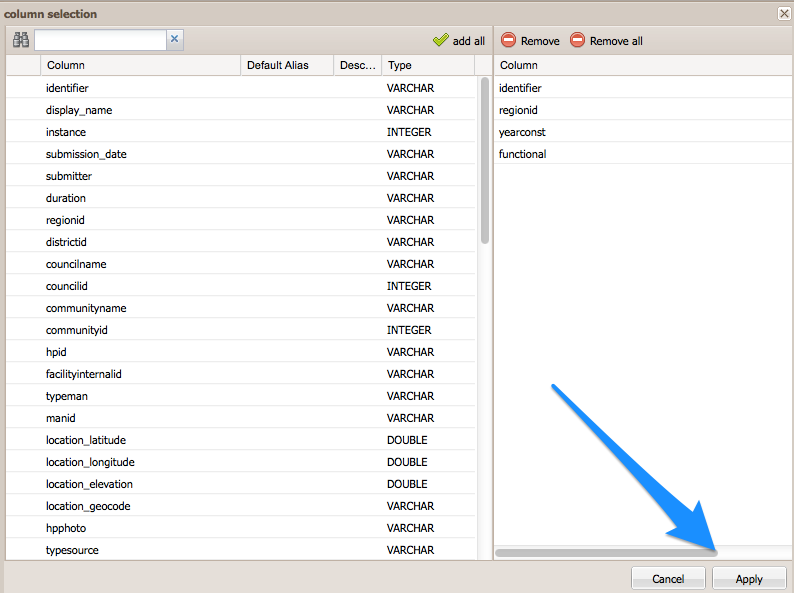 column selection
add all
Remove
Remove all
Column Default Alias Desc... Type
identifier VARCHAR
display_name VARCHAR
instance INTEGER
submission_date VARCHAR
submitter VARCHAR
duration VARCHAR
regionid VARCHAR
districtid VARCHAR
councilname VARCHAR
councilid INTEGER
communityname VARCHAR
communityid INTEGER
hpid VARCHAR
facilityinternalid VARCHAR
typeman VARCHAR
manid VARCHAR
location_latitude DOUBLE
location_longitude DOUBLE
location_elevation DOUBLE
location_geocode VARCHAR
hpphoto VARCHAR
typesource VARCHAR
Column
identifier
regionid
yearconst
functional
Cancel
Apply